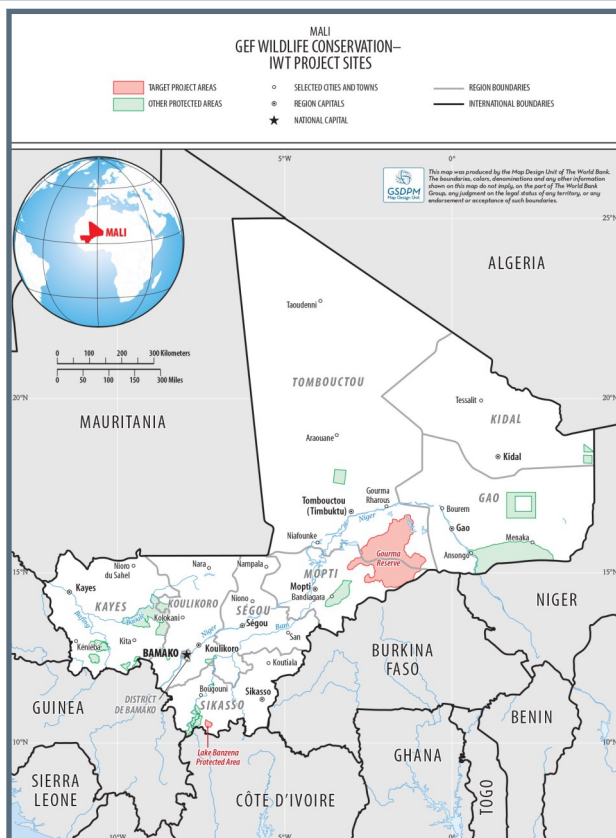 MALI
GEF WILDLIFE CONSERVATION–
IWT PROJECT SITES
TARGET PROJECT AREAS
OTHER PROTECTED AREAS
SELECTED CITIES AND TOWNS
REGION CAPITALS
NATIONAL CAPITAL
REGION BOUNDARIES
INTERNATIONAL BOUNDARIES
5°W
0°
GSDPM
Map Design Unit
This map was produced by the Map Design Unit of The World Bank.
The boundaries, colors, denominations and any other information
shown on this map do not imply, on the part of The World Bank
Group, any judgment on the legal status of any territory, or any
endorsement or acceptance of such boundaries.
MALI
25°N
ALGERIA
Taoudenni
0 100 200 300 Kilometers
0 50 100 150 300 Miles
TOMBOUCTOU
20°N
20°N
Tessalit
KIDAL
MAURITANIA
Araouane
Kidal
Tombouctou
(Timbuktu)
Gourma
Rharous
GAO
Niger
Bourem
Gao
Niafounke
Menaka
Ansongo
Gourma
Reserve
15°N
15°N
Nioro
du Sahel
Nara
Nampala
MOPTI
Kayes
Mopti
Bandiagara
NIGER
KAYES
KOULIKORO
Niono
SÉGOU
Kolokani
Ségou
Bafing
Baoulé
Niger
Bani
San
Kéniéba
Kita
BAMAKO
Koulikoro
Koutiala
BURKINA
FASO
DISTRICT
DE BAMAKO
Bougouni
Sikasso
SIKASSO
GUINEA
BENIN
10°N
10°N
Lake Banzena
Protected Area
GHANA
TOGO
SIERRA
LEONE
CÔTE D'IVOIRE
10°W
5°W
0°